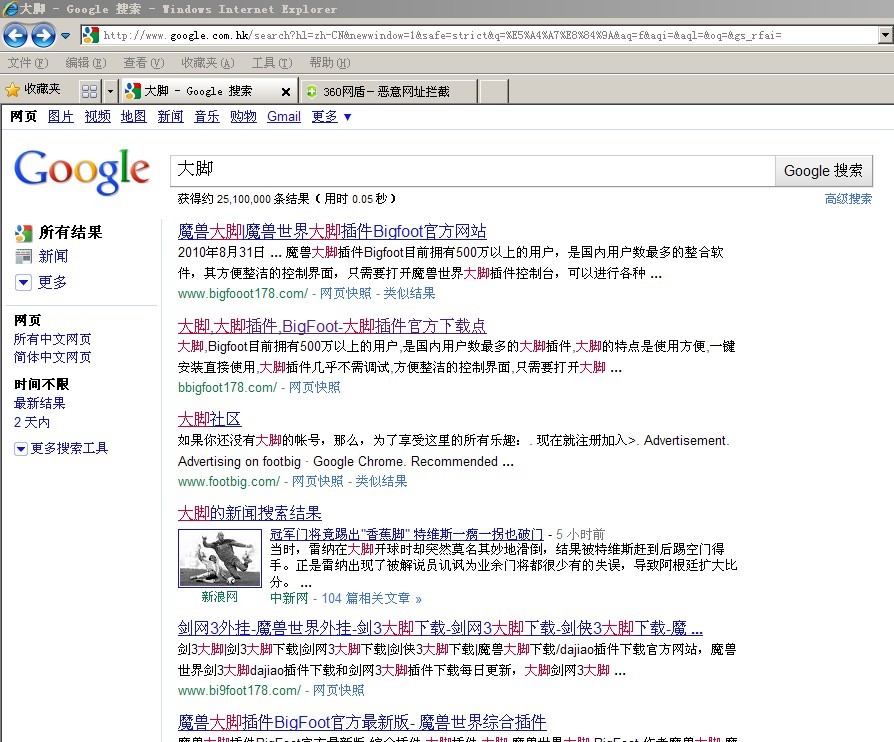 大脚 - Google 搜索 - Windows Internet Explorer
http://www.google.com.hk/search?hl=zh-CN&newwindow=1&safe=strict&q=%E5%A4%A7%E8%84%9A&aq=f&aqi=&aql=&oq=&gs_rfai=
文件(F) 编辑(E) 查看(V) 收藏夹(A) 工具(T) 帮助(H)
收藏夹 大脚 - Google 搜索 360网盾－恶意网址拦截
网页 图片 视频 地图 新闻 音乐 购物 Gmail 更多 ▼
Google 大脚 Google 搜索
获得约 25,100,000 条结果（用时 0.05 秒） 高级搜索
所有结果
新闻
更多
网页
所有中文网页
简体中文网页
时间不限
最新结果
2 天内
更多搜索工具
魔兽大脚|魔兽世界大脚插件Bigfoot官方网站
2010年8月31日 ... 魔兽大脚插件Bigfoot目前拥有500万以上的用户，是国内用户数最多的整合软
件，其方便整洁的控制界面，只需要打开魔兽世界大脚插件控制台，可以进行各种 ...
www.bigfooot178.com/ - 网页快照 - 类似结果
大脚,大脚插件,BigFoot-大脚插件官方下载点
大脚,Bigfoot目前拥有500万以上的用户,是国内用户数最多的大脚插件,大脚的特点是使用方便,一键
安装直接使用,大脚插件几乎不需调试,方便整洁的控制界面,只需要打开大脚 ...
bbigfoot178.com/ - 网页快照
大脚社区
如果你还没有大脚的帐号，那么，为了享受这里的所有乐趣：. 现在就注册加入>. Advertisement.
Advertising on footbig · Google Chrome. Recommended ...
www.footbig.com/ - 网页快照 - 类似结果
大脚的新闻搜索结果
冠军门将竟踢出"香蕉脚" 特维斯一瘸一拐也破门 - 5 小时前
当时，雷纳在大脚开球时却突然莫名其妙地滑倒，结果被特维斯赶到后踢空门得
手。正是雷纳出现了被解说员讥讽为业余门将都很少有的失误，导致阿根廷扩大比
分。 ...
新浪网 中新网 - 104 篇相关文章 »
剑网3外挂-魔兽世界外挂-剑3大脚下载-剑网3大脚下载-剑侠3大脚下载-魔 ...
剑3大脚|剑3大脚下载|剑网3大脚下载|剑侠3大脚下载|魔兽大脚下载/dajiao插件下载官方网站，魔兽
世界剑3大脚dajiao插件下载和剑网3大脚插件下载每日更新，大脚剑网3大脚 ...
www.bi9foot178.com/ - 网页快照
魔兽大脚插件BigFoot官方最新版- 魔兽世界综合插件